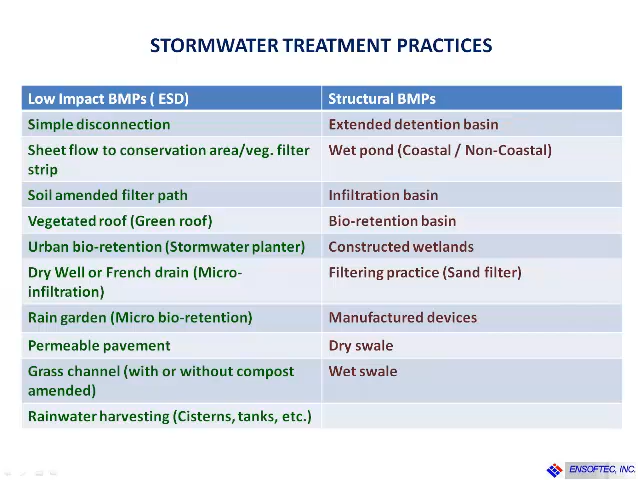 STORMWATER TREATMENT PRACTICES
Low Impact BMPs ( ESD)
Structural BMPs
Simple disconnection
Extended detention basin
Sheet flow to conservation area/veg. filter
strip
Wet pond (Coastal / Non-Coastal)
Soil amended filter path
Infiltration basin
Vegetated roof (Green roof)
Bio-retention basin
Urban bio-retention (Stormwater planter)
Constructed wetlands
Dry Well or French drain (Micro-
infiltration)
Filtering practice (Sand filter)
Rain garden (Micro bio-retention)
Manufactured devices
Permeable pavement
Dry swale
Grass channel (with or without compost
amended)
Wet swale
Rainwater harvesting (Cisterns, tanks, etc.)
ENSOFTEC, INC.